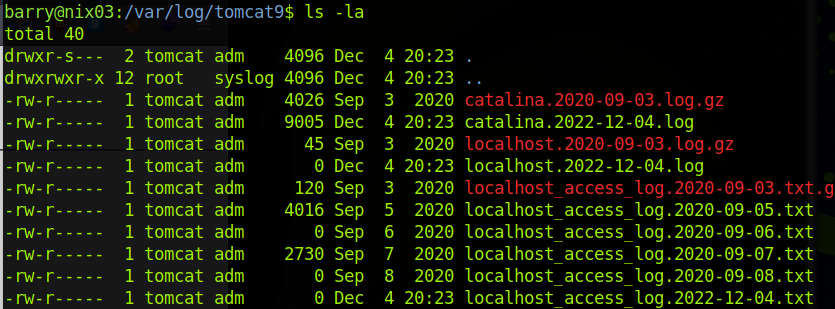 barry@nix03:/var/log/tomcat9$ ls -la
total 40
drwxr-s---  2 tomcat adm    4096 Dec  4 20:23 .
drwxrwxr-x 12 root   syslog 4096 Dec  4 20:23 ..
-rw-r-----  1 tomcat adm    4026 Sep  3  2020 catalina.2020-09-03.log.gz
-rw-r-----  1 tomcat adm    9005 Dec  4 20:23 catalina.2022-12-04.log
-rw-r-----  1 tomcat adm      45 Sep  3  2020 localhost.2020-09-03.log.gz
-rw-r-----  1 tomcat adm       0 Dec  4 20:23 localhost.2022-12-04.log
-rw-r-----  1 tomcat adm     120 Sep  3  2020 localhost_access_log.2020-09-03.txt.g
-rw-r-----  1 tomcat adm    4016 Sep  5  2020 localhost_access_log.2020-09-05.txt
-rw-r-----  1 tomcat adm       0 Sep  6  2020 localhost_access_log.2020-09-06.txt
-rw-r-----  1 tomcat adm    2730 Sep  7  2020 localhost_access_log.2020-09-07.txt
-rw-r-----  1 tomcat adm       0 Sep  8  2020 localhost_access_log.2020-09-08.txt
-rw-r-----  1 tomcat adm       0 Dec  4 20:23 localhost_access_log.2022-12-04.txt